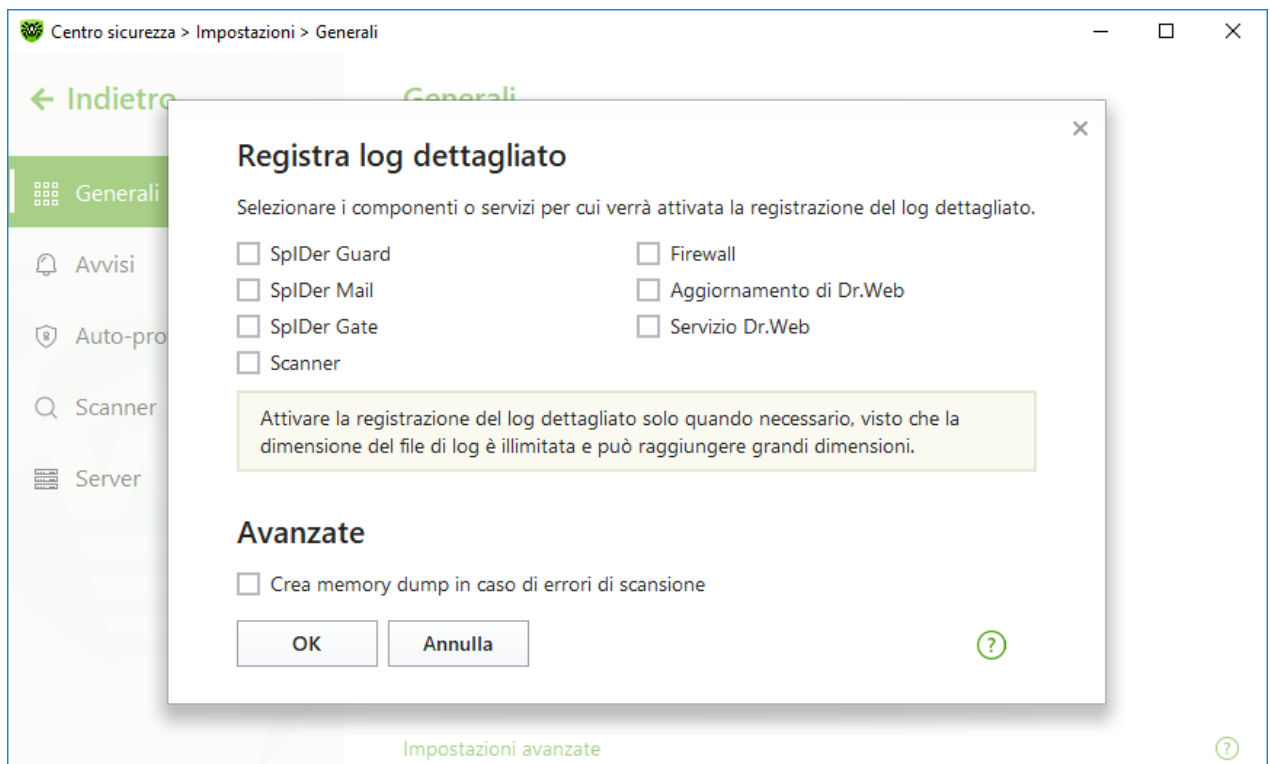 Centro sicurezza > Impostazioni > Generali
Indietro
Generali
Generali
Avvisi
Auto-pro
Scanner
Server
Registra log dettagliato
Selezionare i componenti o servizi per cui verrà attivata la registrazione del log dettagliato.
SpIDer Guard
SpIDer Mail
SpIDer Gate
Scanner
Firewall
Aggiornamento di Dr.Web
Servizio Dr.Web
Attivare la registrazione del log dettagliato solo quando necessario, visto che la
dimensione del file di log è illimitata e può raggiungere grandi dimensioni.
Avanzate
Crea memory dump in caso di errori di scansione
OK
Annulla
?
Impostazioni avanzate
?